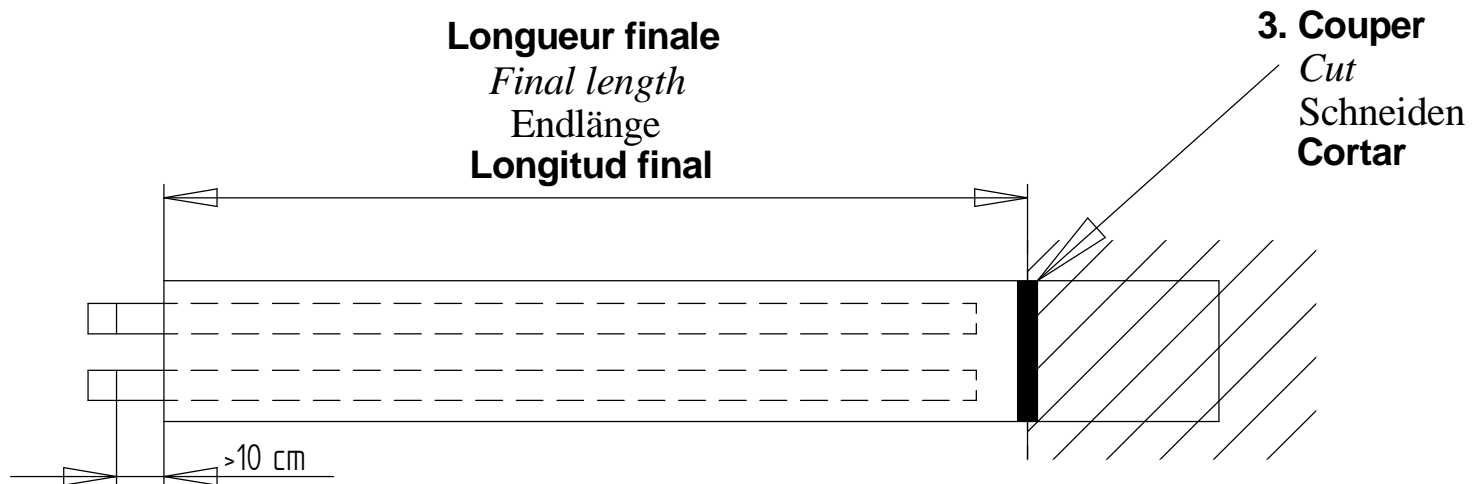 Longueur finale
Final length
Endlänge
Longitud final
3. Couper
Cut
Schneiden
Cortar
>10 cm